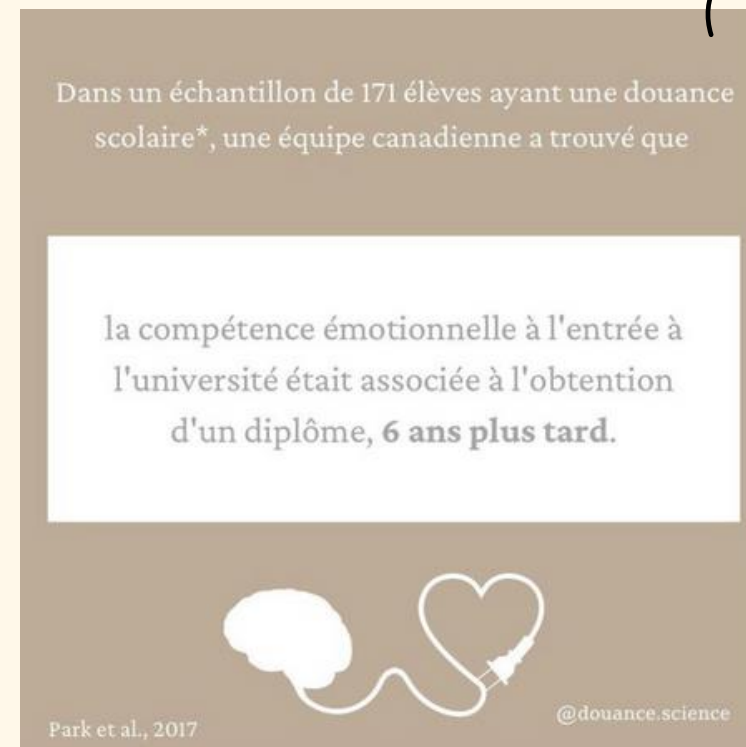 Dans un échantillon de 171 élèves ayant une douance
scolaire*, une équipe canadienne a trouvé que
la compétence émotionnelle à l'entrée à
l'université était associée à l'obtention
d'un diplôme, 6 ans plus tard.
@douance.science
Park et al., 2017